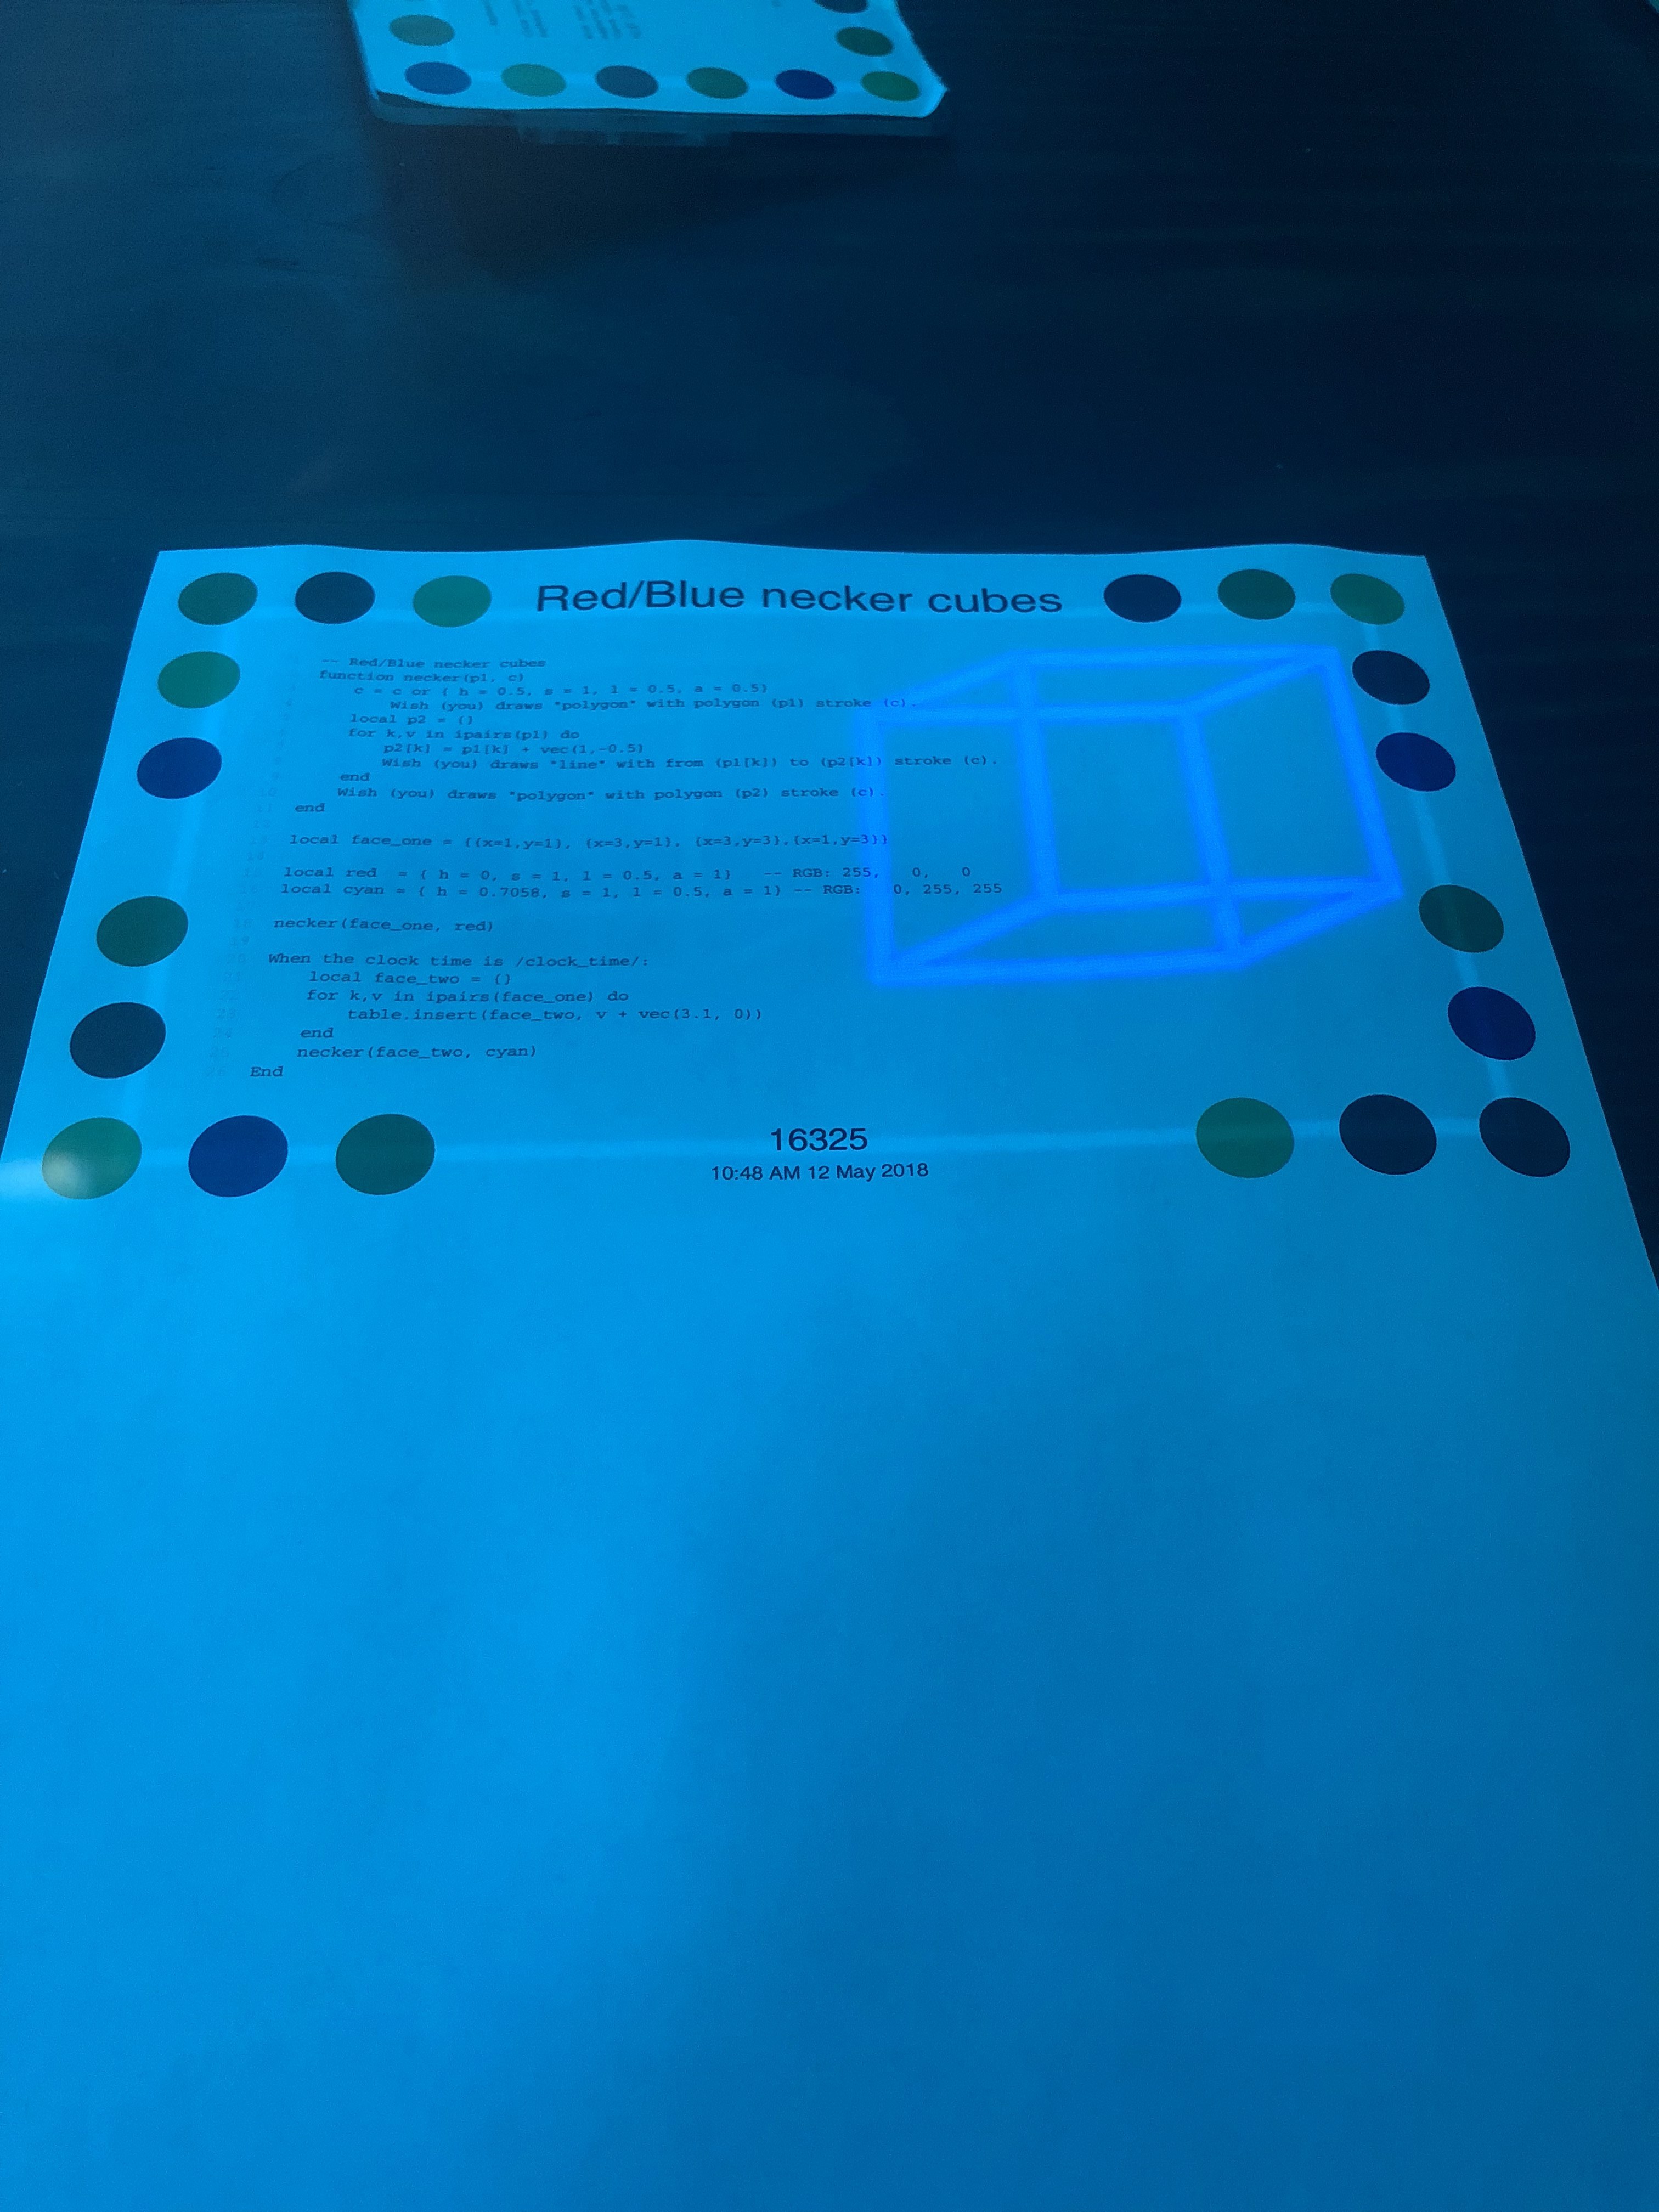 Red/Blue necker cubes
-- Red/Blue necker cubes
function necker(p1, c)
c = c or { h = 0.5, s = 1, l = 0.5, a = 0.5}
Wish (you) draws "polygon" with polygon (p1) stroke (c).
local p2 = {}
for k,v in ipairs(p1) do
p2[k] = p1[k] + vec(1,-0.5)
Wish (you) draws "line" with from (p1[k]) to (p2[k]) stroke (c).
end
Wish (you) draws "polygon" with polygon (p2) stroke (c).
end
local face_one = {{x=1,y=1}, {x=3,y=1}, {x=3,y=3},{x=1,y=3}}
local red = { h = 0, s = 1, l = 0.5, a = 1} -- RGB: 255, 0, 0
local cyan = { h = 0.7058, s = 1, l = 0.5, a = 1} -- RGB: 0, 255, 255
necker(face_one, red)
When the clock time is /clock_time/:
local face_two = {}
for k,v in ipairs(face_one) do
table.insert(face_two, v + vec(3.1, 0))
end
necker(face_two, cyan)
End
16325
10:48 AM 12 May 2018